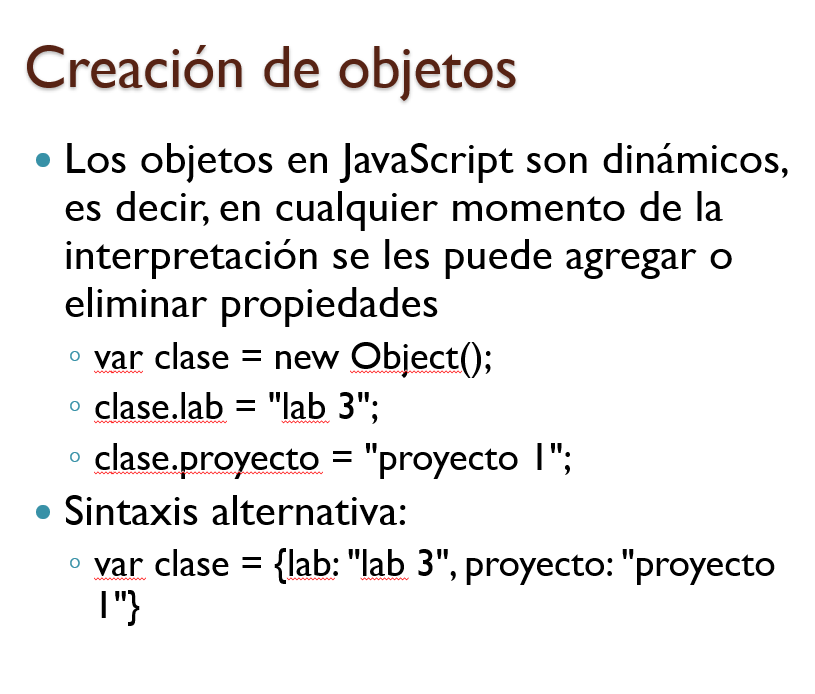 Creación de objetos
Los objetos en JavaScript son dinámicos,
es decir, en cualquier momento de la
interpretación se les puede agregar o
eliminar propiedades
var clase = new Object();
clase.lab = "lab 3";
clase.proyecto = "proyecto 1";
Sintaxis alternativa:
var clase = {lab: "lab 3", proyecto: "proyecto
1"}